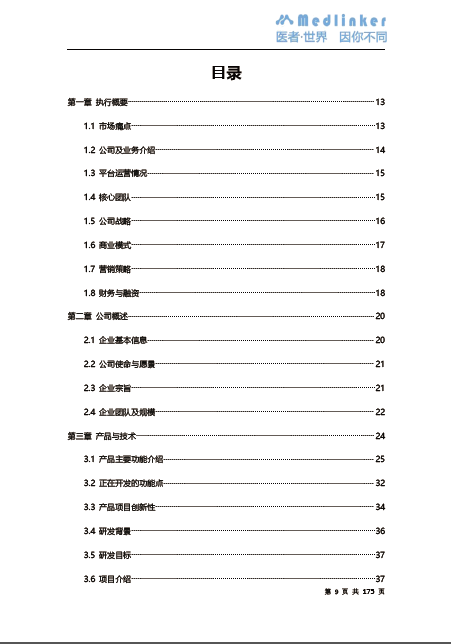 Medlinker
医者·世界 因你不同
目录
第一章 执行概要 13
1.1 市场痛点 13
1.2 公司及业务介绍 14
1.3 平台运营情况 15
1.4 核心团队 15
1.5 公司战略 16
1.6 商业模式 17
1.7 营销策略 18
1.8 财务与融资 18
第二章 公司概述 20
2.1 企业基本信息 20
2.2 公司使命与愿景 21
2.3 企业宗旨 21
2.4 企业团队及规模 22
第三章 产品与技术 24
3.1 产品主要功能介绍 25
3.2 正在开发的功能点 32
3.3 产品项目创新性 34
3.4 研发背景 36
3.5 研发目标 37
3.6 项目介绍 37
第 9 页 共 175 页